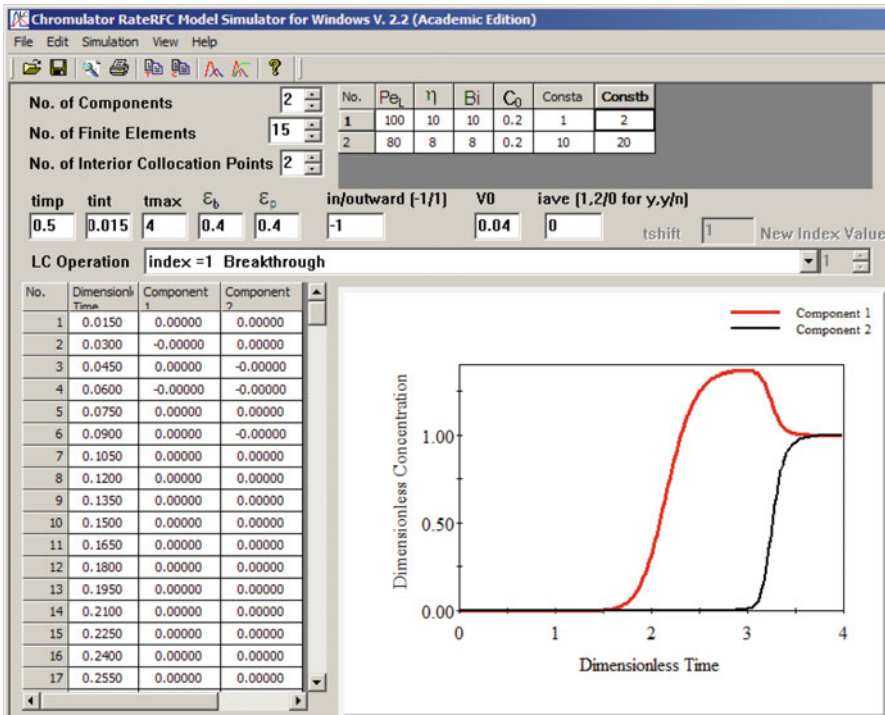 Chromulator RateRFC Model Simulator for Windows V. 2.2 (Academic Edition)
File Edit Simulation View Help
No. of Components 2
No. of Finite Elements 15
No. of Interior Collocation Points 2
No. PeL η Bi C0 Consta Constb
1 100 10 10 0.2 1 2
2 80 8 8 0.2 10 20
timp tint tmax εb εp in/outward (-1/1) V0 iave (1,2/0 for y,y/n)
0.5 0.015 4 0.4 0.4 -1 0.04 0 tshift 1 New Index Value
LC Operation index =1 Breakthrough 1
No. Dimensionl Component Component
Time 1 2
1 0.0150 0.00000 0.00000
2 0.0300 -0.00000 0.00000
3 0.0450 0.00000 -0.00000
4 0.0600 -0.00000 -0.00000
5 0.0750 0.00000 0.00000
6 0.0900 0.00000 -0.00000
7 0.1050 0.00000 0.00000
8 0.1200 0.00000 0.00000
9 0.1350 0.00000 0.00000
10 0.1500 0.00000 0.00000
11 0.1650 0.00000 0.00000
12 0.1800 0.00000 0.00000
13 0.1950 0.00000 0.00000
14 0.2100 0.00000 0.00000
15 0.2250 0.00000 0.00000
16 0.2400 0.00000 0.00000
17 0.2550 0.00000 0.00000
Component 1
Component 2
Dimensionless Concentration
1.00
0.50
0.00
0 1 2 3 4
Dimensionless Time